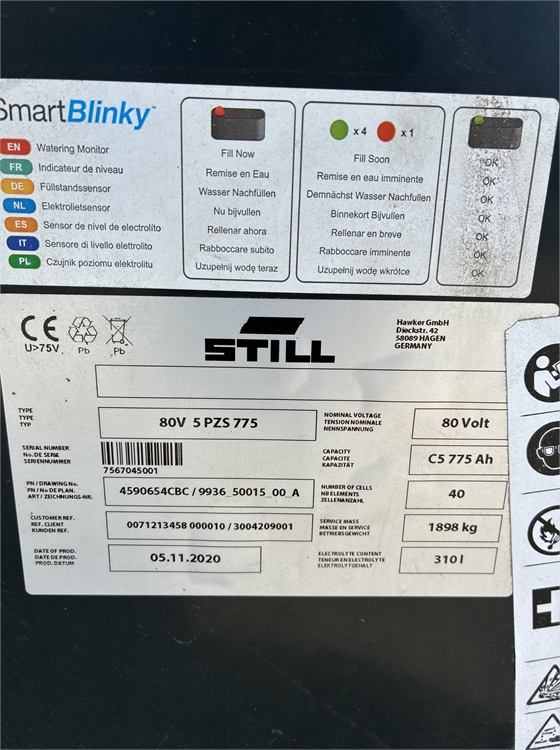 SmartBlinky™
EN Watering Monitor
FR Indicateur de niveau
DE Füllstandssensor
NL Elektrolietsensor
ES Sensor de nivel de electrolito
IT Sensore di livello elettrolito
PL Czujnik poziomu elektrolitu
Fill Now
Remise en Eau
Wasser Nachfüllen
Nu bijvullen
Rellenar ahora
Rabboccare subito
Uzupełnij wodę teraz
x 4 x 1
Fill Soon
Remise en eau imminente
Demnächst Wasser Nachfullen
Binnekort Bijvullen
Rellenar en breve
Rabboccare imminente
Uzupełnij wodę wkrótce
OK
OK
OK
OK
OK
OK
OK
CE
U>75V
Pb
Pb
STILL
Hawker GmbH
Dieckstr. 42
58089 HAGEN
GERMANY
TYPE
TYPE
TYP
80V 5 PZS 775
NOMINAL VOLTAGE
TENSION NOMINALE
NENNSPANNUNG
80 Volt
SERIAL NUMBER
No. DE SERIE
SERIENNUMMER
7567045001
CAPACITY
CAPACITE
KAPAZITÄT
C5 775 Ah
PN / DRAWING No.
PN / No DE PLAN.
ART / ZEICHNUNGS-NR.
4590654CBC / 9936_50015_00_A
NUMBER OF CELLS
NB ELEMENTS
ZELLENANZAHL
40
CUSTOMER REF.
REF. CLIENT
KUNDEN REF.
0071213458 000010 / 3004209001
SERVICE MASS
MASSE EN SERVICE
BETRIEBSGEWICHT
1898 kg
DATE OF PROD.
DATE DE PROD.
PROD. DATUM
05.11.2020
ELECTROLYTE CONTENT
TENEUR EN ELECTROLYTE
ELEKTROLYTGEHALT
310 l